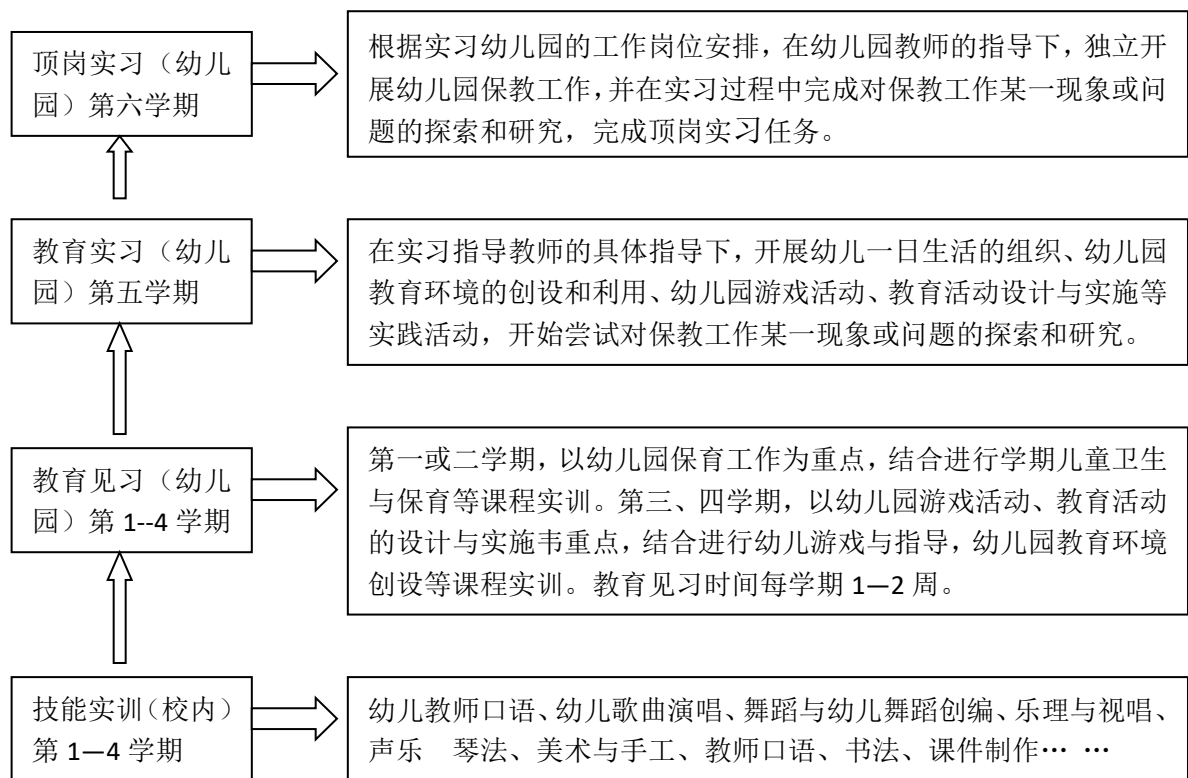 顶岗实习（幼儿
园）第六学期
根据实习幼儿园的工作岗位安排，在幼儿园教师的指导下，独立开
展幼儿园保教工作，并在实习过程中完成对保教工作某一现象或问
题的探索和研究，完成顶岗实习任务。
教育实习（幼儿
园）第五学期
在实习指导教师的具体指导下，开展幼儿一日生活的组织、幼儿园
教育环境的创设和利用、幼儿园游戏活动、教育活动设计与实施等
实践活动，开始尝试对保教工作某一现象或问题的探索和研究。
教育见习（幼儿
园）第 1--4 学期
第一或二学期，以幼儿园保育工作为重点，结合进行学期儿童卫生
与保育等课程实训。第三、四学期，以幼儿园游戏活动、教育活动
的设计与实施韦重点，结合进行幼儿游戏与指导，幼儿园教育环境
创设等课程实训。教育见习时间每学期 1—2 周。
技能实训（校内）
第 1—4 学期
幼儿教师口语、幼儿歌曲演唱、舞蹈与幼儿舞蹈创编、乐理与视唱、
声乐　琴法、美术与手工、教师口语、书法、课件制作… …